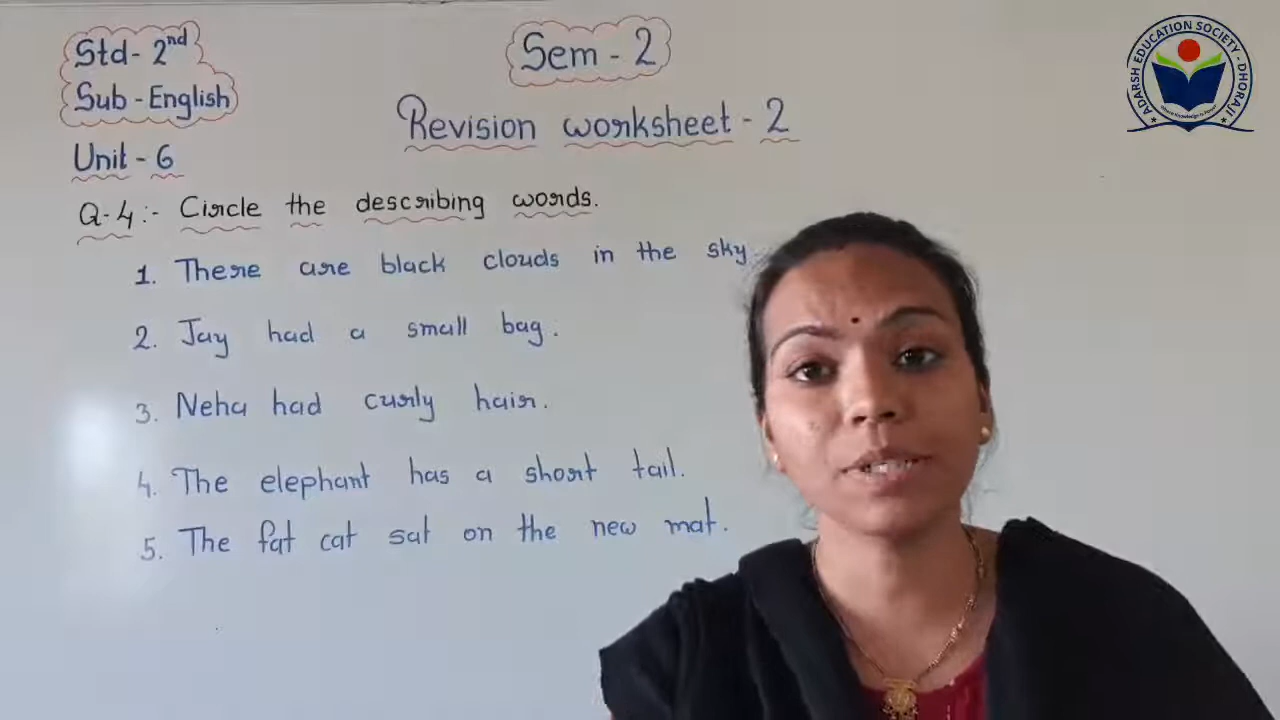 Std - 2nd
Sub - English
Unit - 6
Sem - 2
Revision worksheet - 2
Q-4 :- Circle the describing words.
1. There are black clouds in the sky
2. Jay had a small bag.
3. Neha had curly hair.
4. The elephant has a short tail.
5. The fat cat sat on the new mat.
ADARSH EDUCATION SOCIETY - DHORAJI